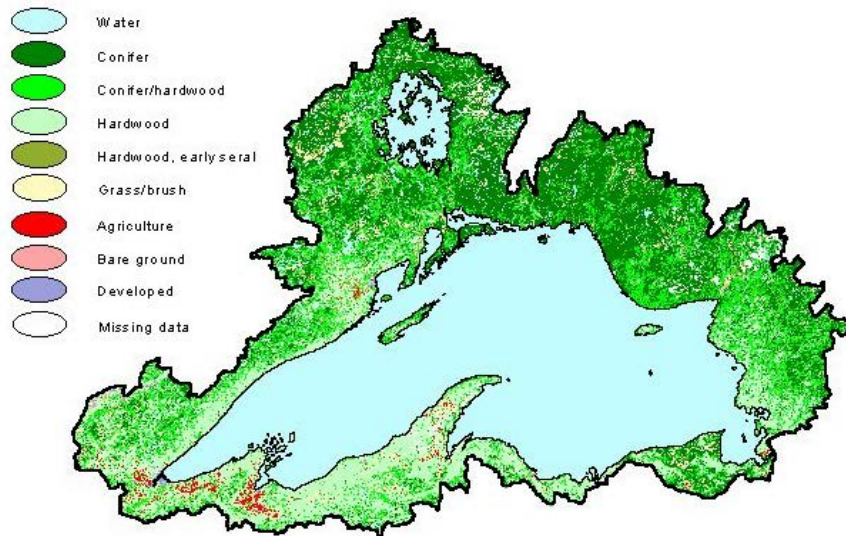 Water
Conifer
Conifer/hardwood
Hardwood
Hardwood, early seral
Grass/brush
Agriculture
Bare ground
Developed
Missing data